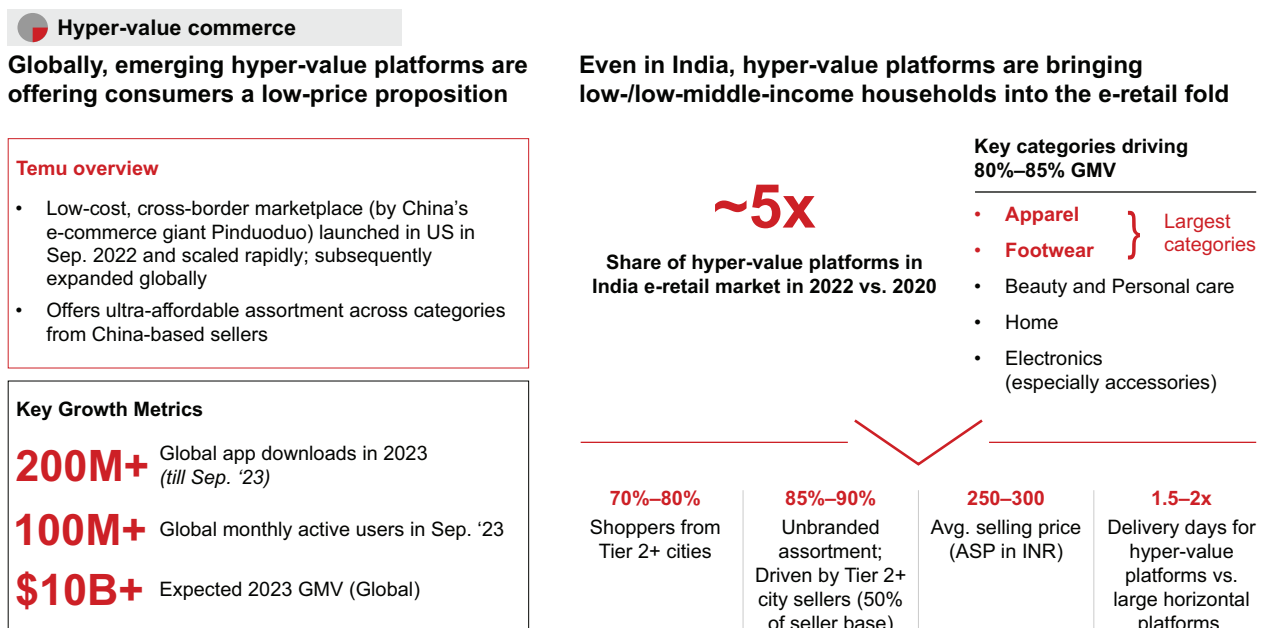 Hyper-value commerce
Globally, emerging hyper-value platforms are
offering consumers a low-price proposition
Temu overview
• Low-cost, cross-border marketplace (by China's
e-commerce giant Pinduoduo) launched in US in
Sep. 2022 and scaled rapidly; subsequently
expanded globally
• Offers ultra-affordable assortment across categories
from China-based sellers
Key Growth Metrics
200M+ Global app downloads in 2023
(till Sep. ‘23)
100M+ Global monthly active users in Sep. ‘23
$10B+ Expected 2023 GMV (Global)
Even in India, hyper-value platforms are bringing
low-/low-middle-income households into the e-retail fold
~5x
Share of hyper-value platforms in
India e-retail market in 2022 vs. 2020
Key categories driving
80%–85% GMV
• Apparel
• Footwear
Largest
categories
• Beauty and Personal care
• Home
• Electronics
(especially accessories)
70%–80%
Shoppers from
Tier 2+ cities
85%–90%
Unbranded
assortment;
Driven by Tier 2+
city sellers (50%
of seller base)
250–300
Avg. selling price
(ASP in INR)
1.5–2x
Delivery days for
hyper-value
platforms vs.
large horizontal
platforms